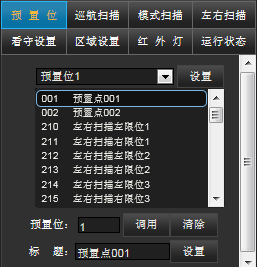 预 置 位 巡航扫描 模式扫描 左右扫描
看守设置 区域设置 红 外 灯 运行状态
预置位1 设置
001 预置点001
002 预置点002
210 左右扫描左限位1
211 左右扫描右限位1
212 左右扫描左限位2
213 左右扫描右限位2
214 左右扫描左限位3
215 左右扫描右限位3
预置位： 1 调用 清除
标 题： 预置点001 设置